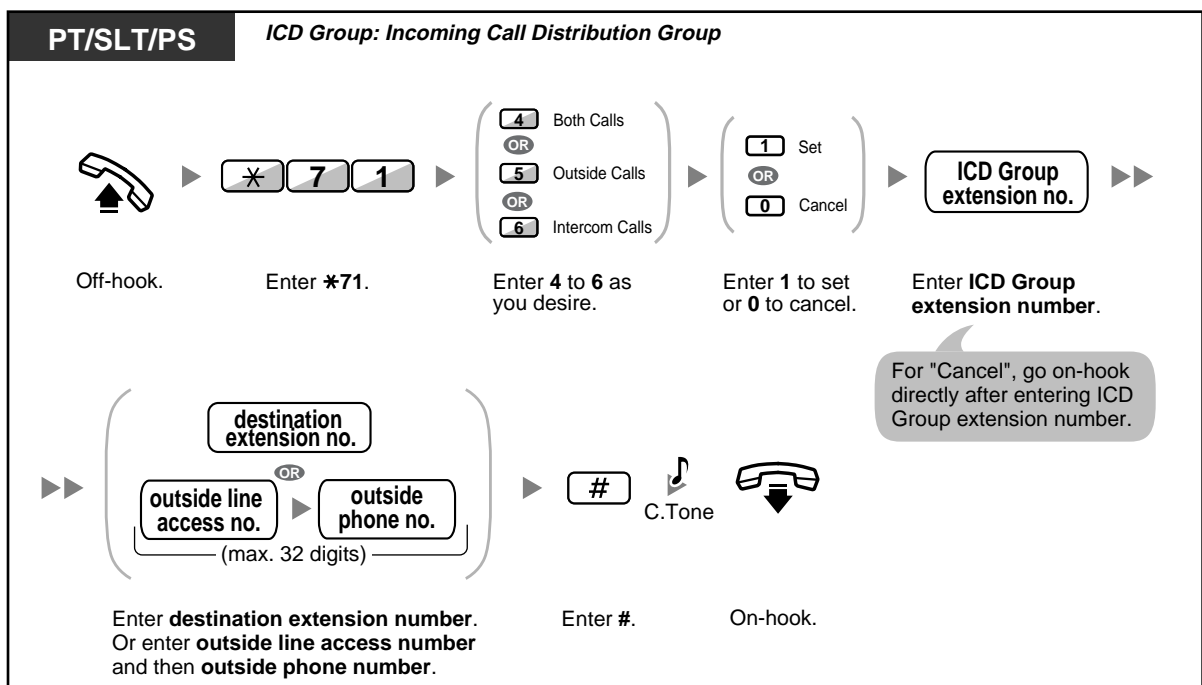 PT/SLT/PS
ICD Group: Incoming Call Distribution Group
4 Both Calls
OR
5 Outside Calls
OR
6 Intercom Calls
1 Set
OR
0 Cancel
ICD Group
extension no.
✳ 7 1
Off-hook.
Enter ✳71.
Enter 4 to 6 as
you desire.
Enter 1 to set
or 0 to cancel.
Enter ICD Group
extension number.
For "Cancel", go on-hook
directly after entering ICD
Group extension number.
destination
extension no.
OR
outside line
access no.
outside
phone no.
(max. 32 digits)
#
C.Tone
Enter destination extension number.
Or enter outside line access number
and then outside phone number.
Enter #.
On-hook.